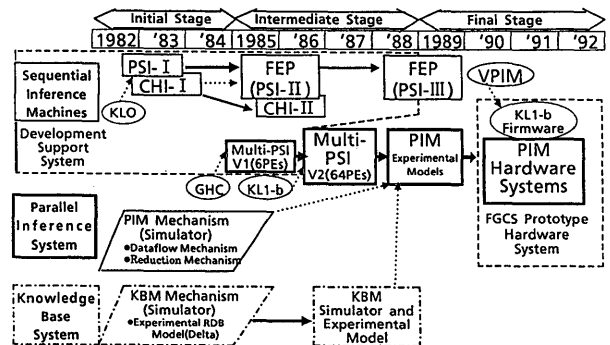 Initial Stage Intermediate Stage Final Stage
1982 '83 '84 1985 '86 '87 '88 1989 '90 '91 '92
Sequential
Inference
Machines
PSI-I
CHI-I
KLO
FEP
(PSI-II)
CHI-II
FEP
(PSI-III)
VPIM
KL1-b
Firmware
Development
Support
System
Multi-PSI
V1(6PEs)
GHC
KL1-b
Multi-
PSI
V2(64PEs)
PIM
Experimental
Models
PIM
Hardware
Systems
FGCS Prototype
Hardware
System
Parallel
Inference
System
PIM Mechanism
(Simulator)
●Dataflow Mechanism
●Reduction Mechanism
Knowledge
Base
System
KBM Mechanism
(Simulator)
●Experimental RDB
Model(Delta)
KBM
Simulator and
Experimental
Model